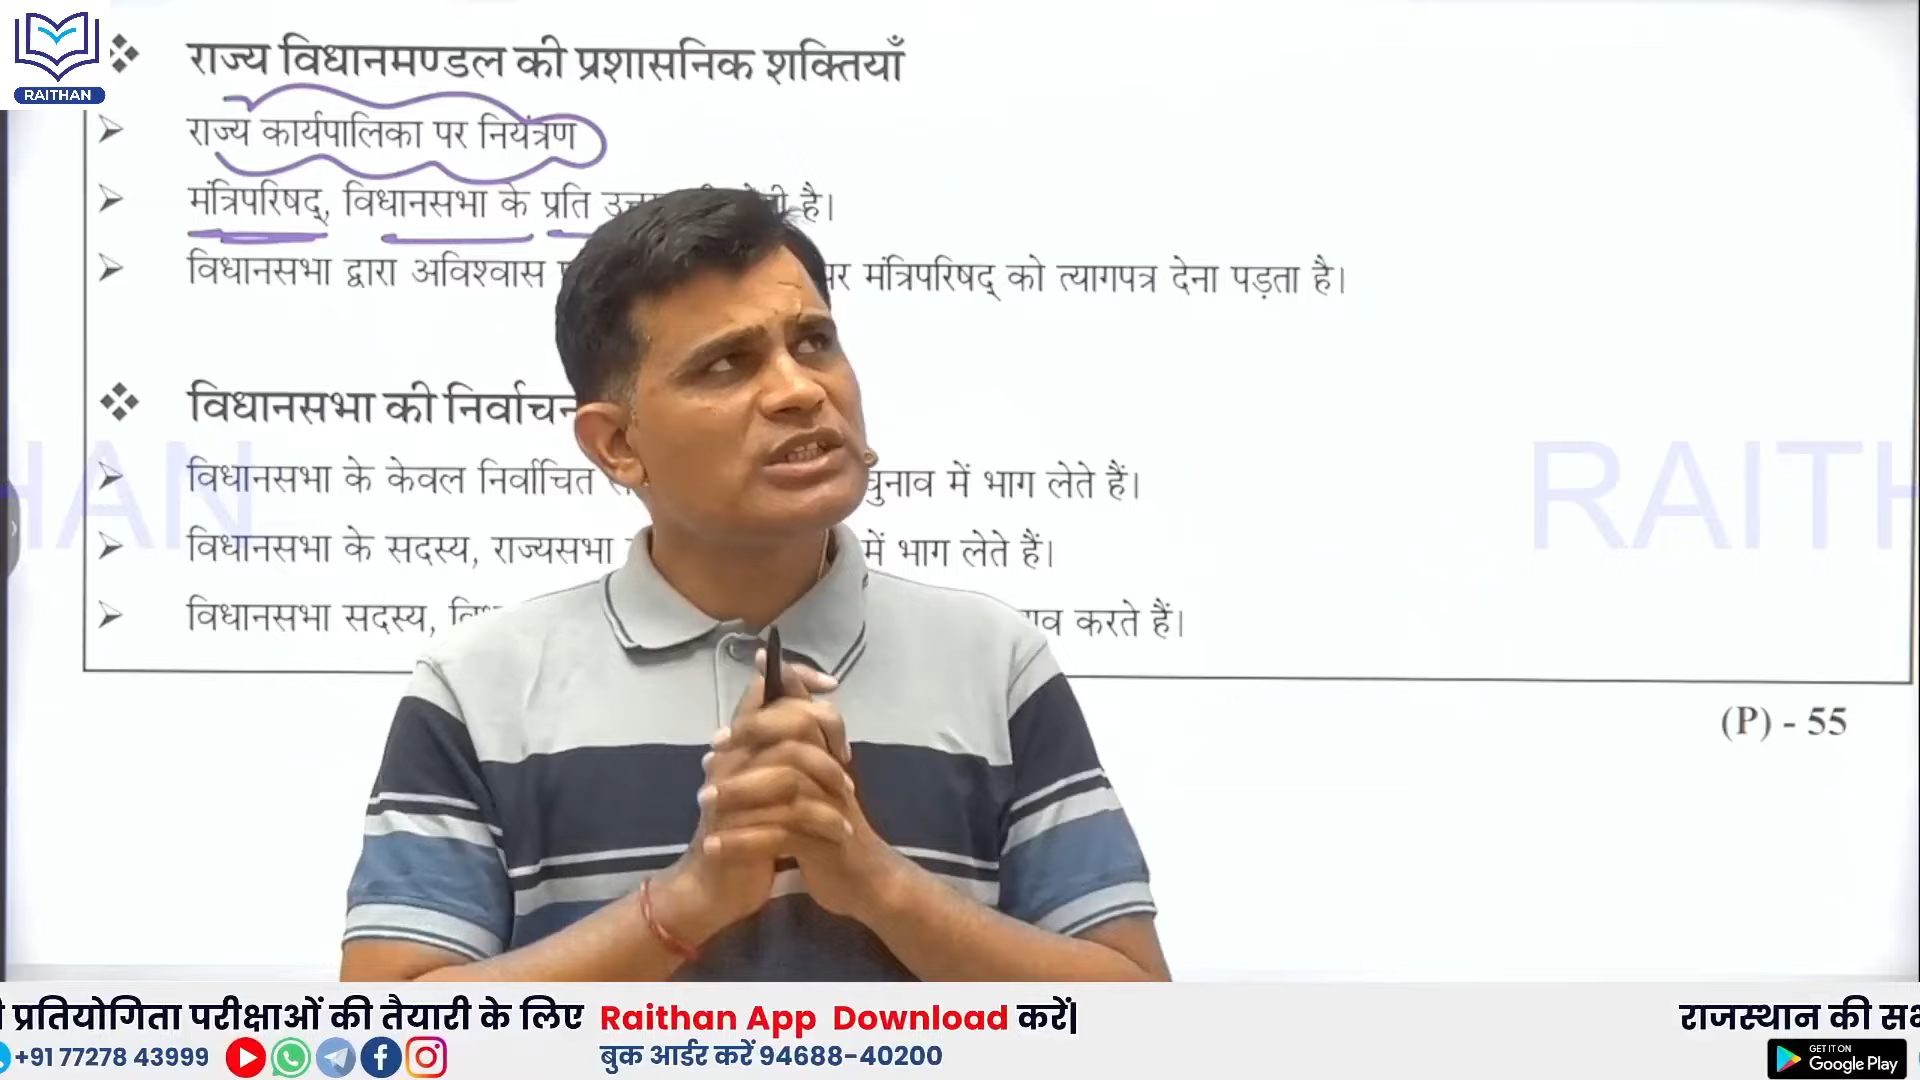 RAITHAN
राज्य विधानमण्डल की प्रशासनिक शक्तियाँ
राज्य कार्यपालिका पर नियंत्रण
मंत्रिपरिषद्, विधानसभा के प्रति है।
विधानसभा द्वारा अविश्वास पर मंत्रिपरिषद् को त्यागपत्र देना पड़ता है।
विधानसभा की निर्वाचन
विधानसभा के केवल निर्वाचित चुनाव में भाग लेते हैं।
विधानसभा के सदस्य, राज्यसभा में भाग लेते हैं।
विधानसभा सदस्य, करते हैं।
HAN
RAITH
(P) - 55
प्रतियोगिता परीक्षाओं की तैयारी के लिए Raithan App Download करें|
राजस्थान की
+91 77278 43999
बुक आर्डर करें 94688-40200
GET IT ON
Google Play